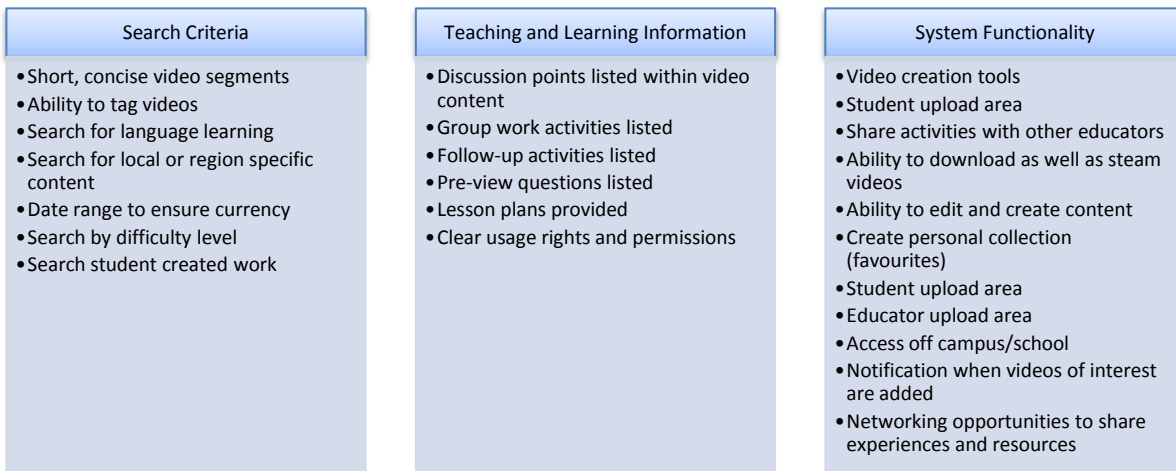 Search Criteria
•Short, concise video segments
•Ability to tag videos
•Search for language learning
•Search for local or region specific
content
•Date range to ensure currency
•Search by difficulty level
•Search student created work
Teaching and Learning Information
•Discussion points listed within video
content
•Group work activities listed
•Follow-up activities listed
•Pre-view questions listed
•Lesson plans provided
•Clear usage rights and permissions
System Functionality
•Video creation tools
•Student upload area
•Share activities with other educators
•Ability to download as well as steam
videos
•Ability to edit and create content
•Create personal collection
(favourites)
•Student upload area
•Educator upload area
•Access off campus/school
•Notification when videos of interest
are added
•Networking opportunities to share
experiences and resources